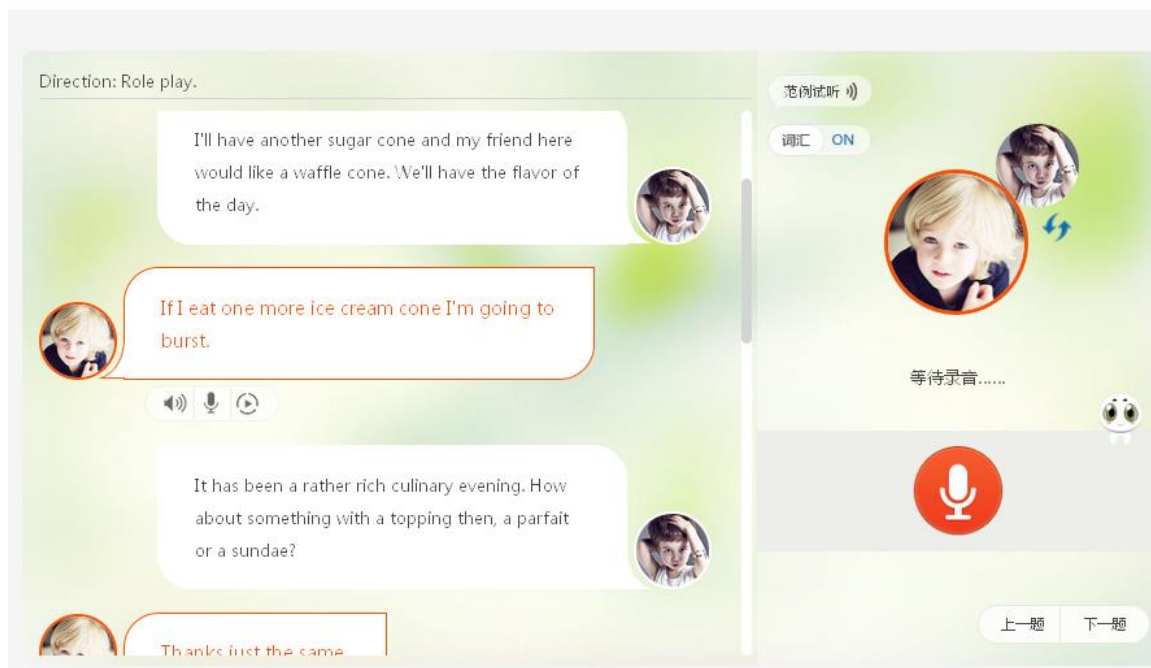 Direction: Role play.
I'll have another sugar cone and my friend here
would like a waffle cone. We'll have the flavor of
the day.
If I eat one more ice cream cone I'm going to
burst.
It has been a rather rich culinary evening. How
about something with a topping then, a parfait
or a sundae?
Thanks just the same
范例试听
词汇 ON
等待录音……
上一题 下一题